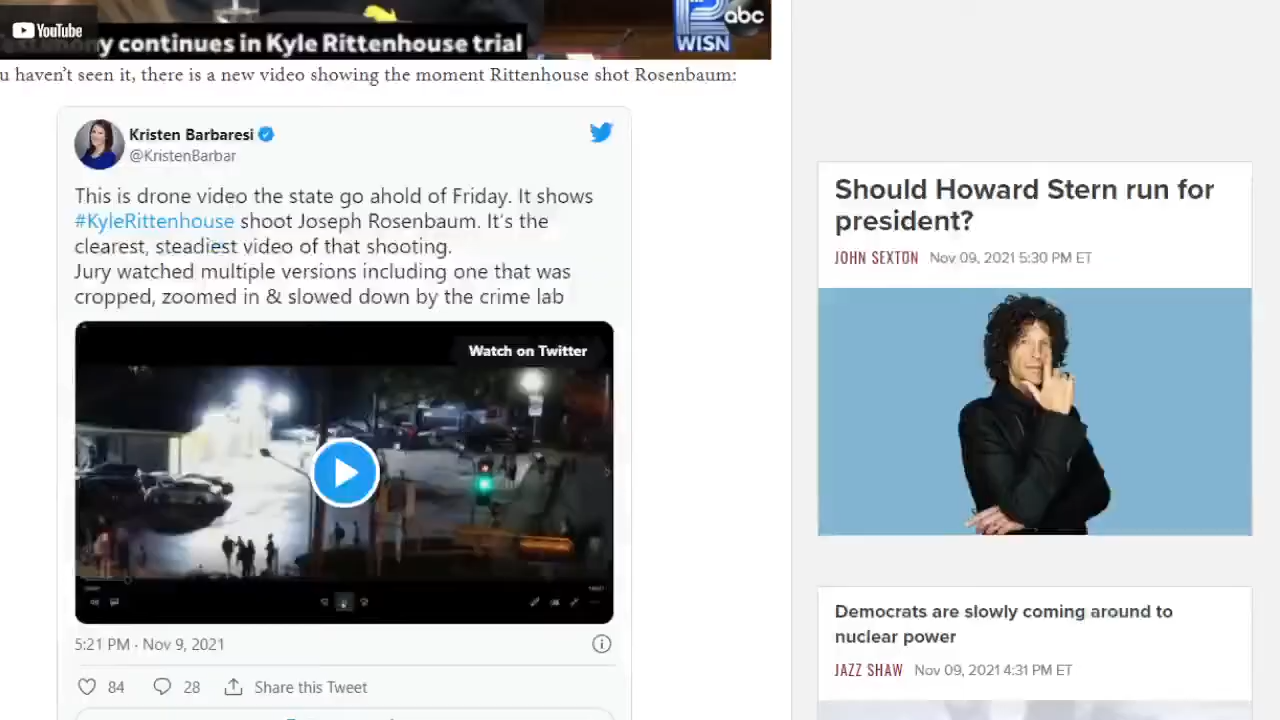 YouTube
y continues in Kyle Rittenhouse trial
12
abc
WISN
u haven't seen it, there is a new video showing the moment Rittenhouse shot Rosenbaum:
Kristen Barbaresi
@KristenBarbar
This is drone video the state go ahold of Friday. It shows
#KyleRittenhouse shoot Joseph Rosenbaum. It's the
clearest, steadiest video of that shooting.
Jury watched multiple versions including one that was
cropped, zoomed in & slowed down by the crime lab
Watch on Twitter
5:21 PM · Nov 9, 2021
84 28 Share this Tweet
Should Howard Stern run for
president?
JOHN SEXTON Nov 09, 2021 5:30 PM ET
Democrats are slowly coming around to
nuclear power
JAZZ SHAW Nov 09, 2021 4:31 PM ET